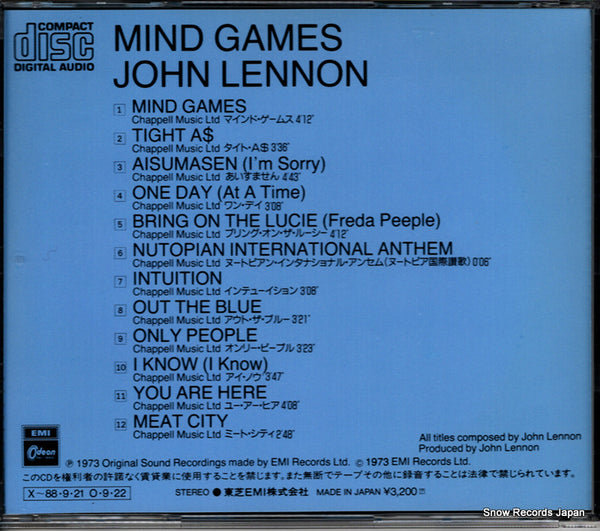 COMPACT
disc
DIGITAL AUDIO
MIND GAMES
JOHN LENNON
1 MIND GAMES
Chappell Music Ltd マインド・ゲームス 4'12"
2 TIGHT A$
Chappell Music Ltd タイト・A$ 3'36"
3 AISUMASEN (I'm Sorry)
Chappell Music Ltd あいすません 4'43"
4 ONE DAY (At A Time)
Chappell Music Ltd ワン・デイ 3'08"
5 BRING ON THE LUCIE (Freda Peeple)
Chappell Music Ltd ブリング・オン・ザ・ルーシー 4'12"
6 NUTOPIAN INTERNATIONAL ANTHEM
Chappell Music Ltd ヌートピアン・インタナショナル・アンセム(ヌートピア国際讃歌) 0'06"
7 INTUITION
Chappell Music Ltd インテューイション 3'08"
8 OUT THE BLUE
Chappell Music Ltd アウト・ザ・ブルー 3'21"
9 ONLY PEOPLE
Chappell Music Ltd オンリー・ピープル 3'23"
10 I KNOW (I Know)
Chappell Music Ltd アイ・ノウ 3'47"
11 YOU ARE HERE
Chappell Music Ltd ユー・アー・ヒア 4'08"
12 MEAT CITY
Chappell Music Ltd ミート・シティ 2'48"
All titles composed by John Lennon
Produced by John Lennon
EMI
Odeon
℗ 1973 Original Sound Recordings made by EMI Records Ltd. © 1973 EMI Records Ltd.
このCDを権利者の許諾なく賃貸業に使用することを禁じます。また無断でテープその他に録音することは法律で禁じられています。
X-88・9・21 O・9・22
STEREO 東芝EMI株式会社 MADE IN JAPAN ¥3,200
Snow Records Japan